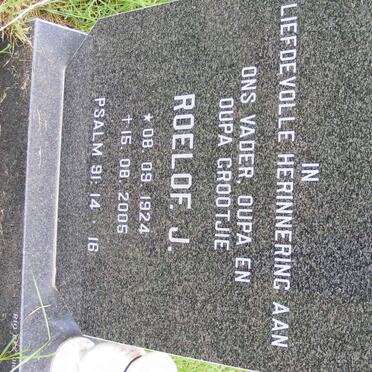 IN
LIEFDEVOLLE HERINNERING AAN
ONS VADER, OUPA EN
OUPA GROOTJIE
ROELOF. J.
* 08 09 1924
† 15 08 2005
PSALM 91: 14 16